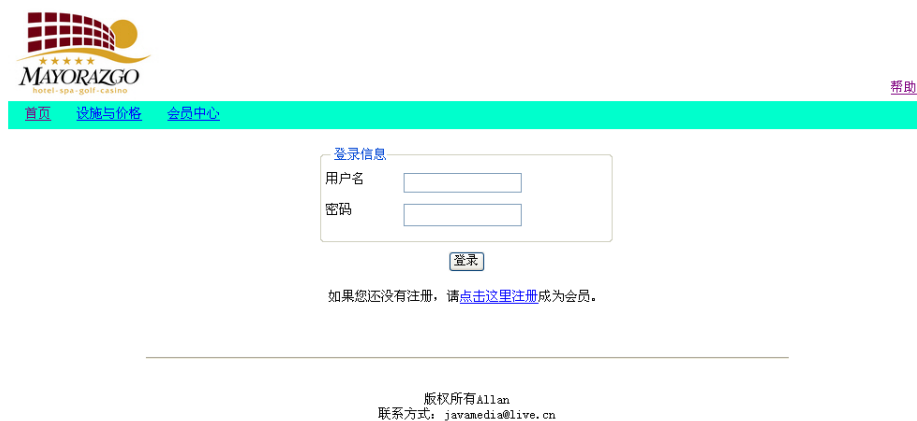 MAYORAZGO
hotel-spa-golf-casino
帮助
首页 设施与价格 会员中心
登录信息
用户名
密码
登录
如果您还没有注册，请点击这里注册成为会员。
版权所有Allan
联系方式：javamedia@live.cn